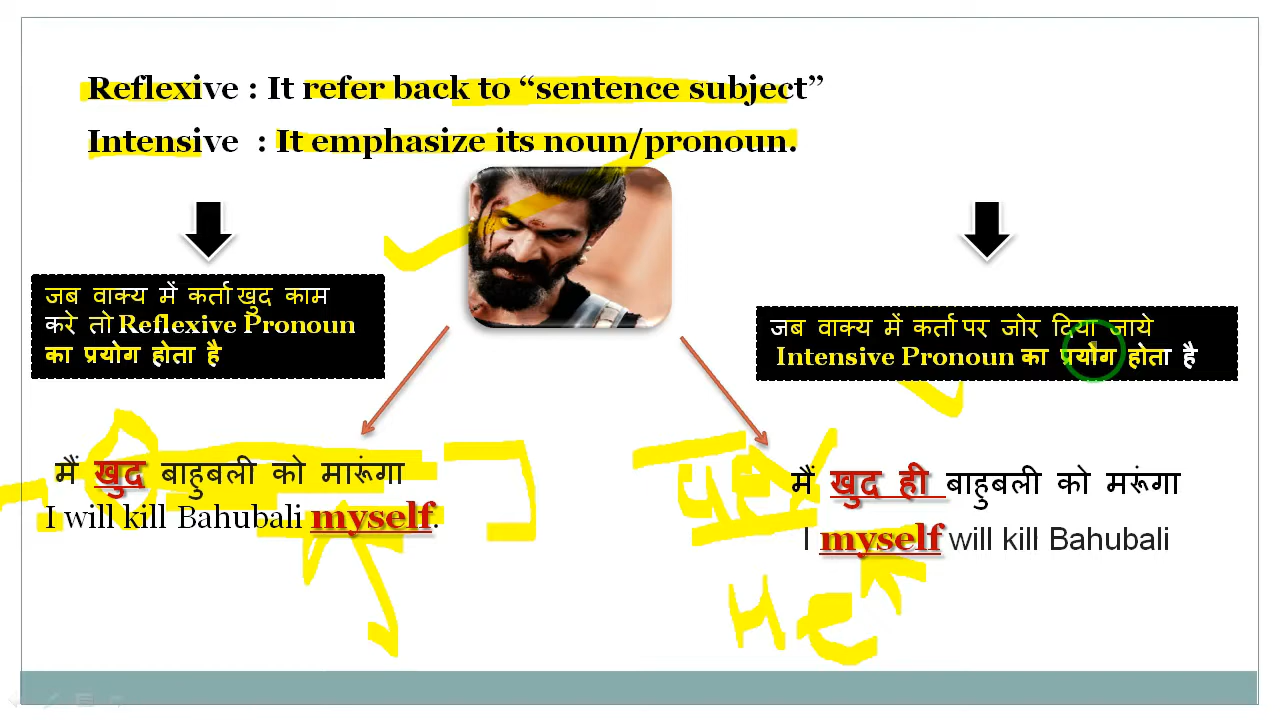 Reflexive : It refer back to “sentence subject”
Intensive : It emphasize its noun/pronoun.
जब वाक्य में कर्ता खुद काम
करे तो Reflexive Pronoun
का प्रयोग होता है
जब वाक्य में कर्ता पर जोर दिया जाये
Intensive Pronoun का प्रयोग होता है
मैं खुद बाहुबली को मारूंगा
I will kill Bahubali myself.
मैं खुद ही बाहुबली को मरूंगा
I myself will kill Bahubali